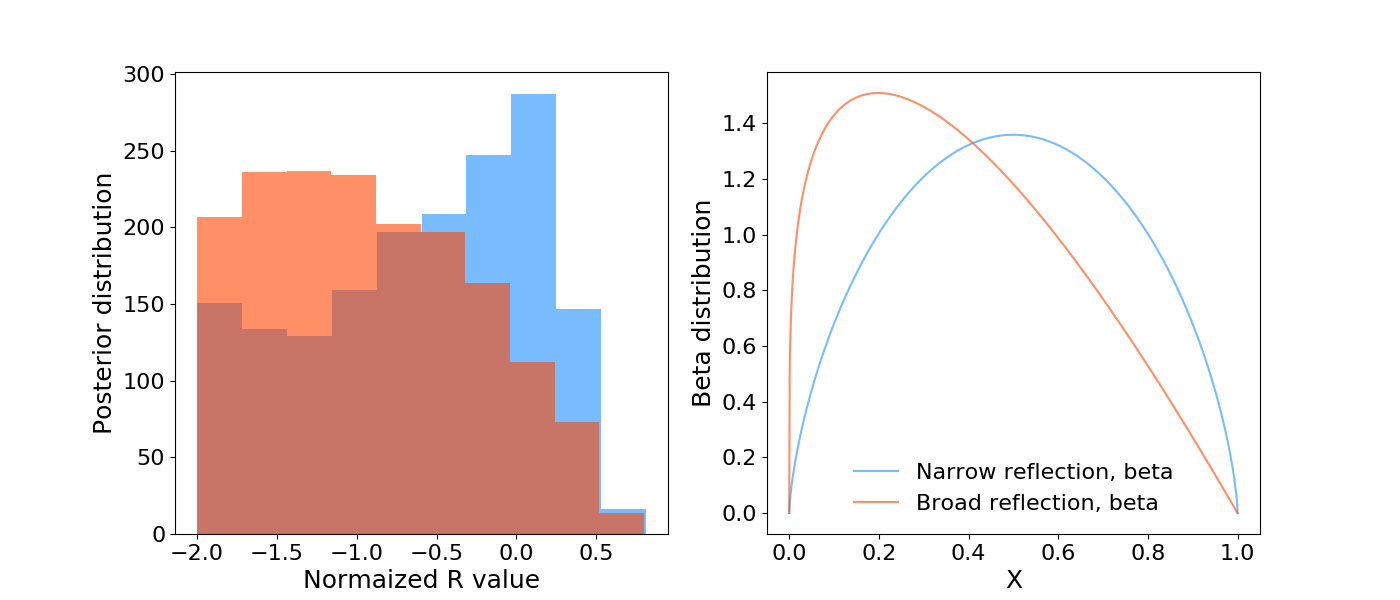 Posterior distribution
300
250
200
150
100
50
0
−2.0 −1.5 −1.0 −0.5 0.0 0.5
Normaized R value
Beta distribution
1.4
1.2
1.0
0.8
0.6
0.4
0.2
0.0
Narrow reflection, beta
Broad reflection, beta
0.0 0.2 0.4 0.6 0.8 1.0
X